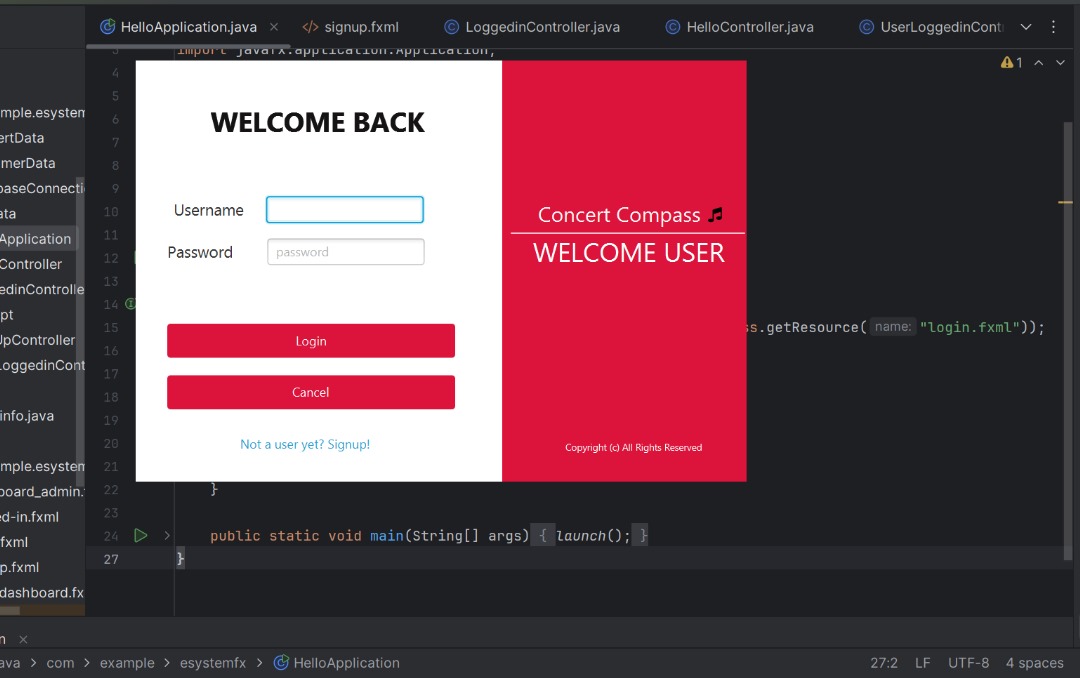 HelloApplication.java signup.fxml LoggedinController.java HelloController.java UserLoggedinCont
3 import javafx.application.Application;
4 1
5
mple.esystem
6
ertData
7
merData
8
baseConnecti
9
ata
10
Application
11
Controller
12
edinControlle
13
pt
14
15 ss.getResource( name: "login.fxml"));
UpController
16
LoggedinCont
17
18
info.java
19
20
mple.esystem
21
board_admin.
22 }
ed-in.fxml
23
fxml
24 public static void main(String[] args) { launch(); }
p.fxml
27 }
dashboard.fx
WELCOME BACK
Username
Password password
Login
Cancel
Not a user yet? Signup!
Concert Compass
WELCOME USER
Copyright (c) All Rights Reserved
n
ava > com > example > esystemfx > HelloApplication 27:2 LF UTF-8 4 spaces